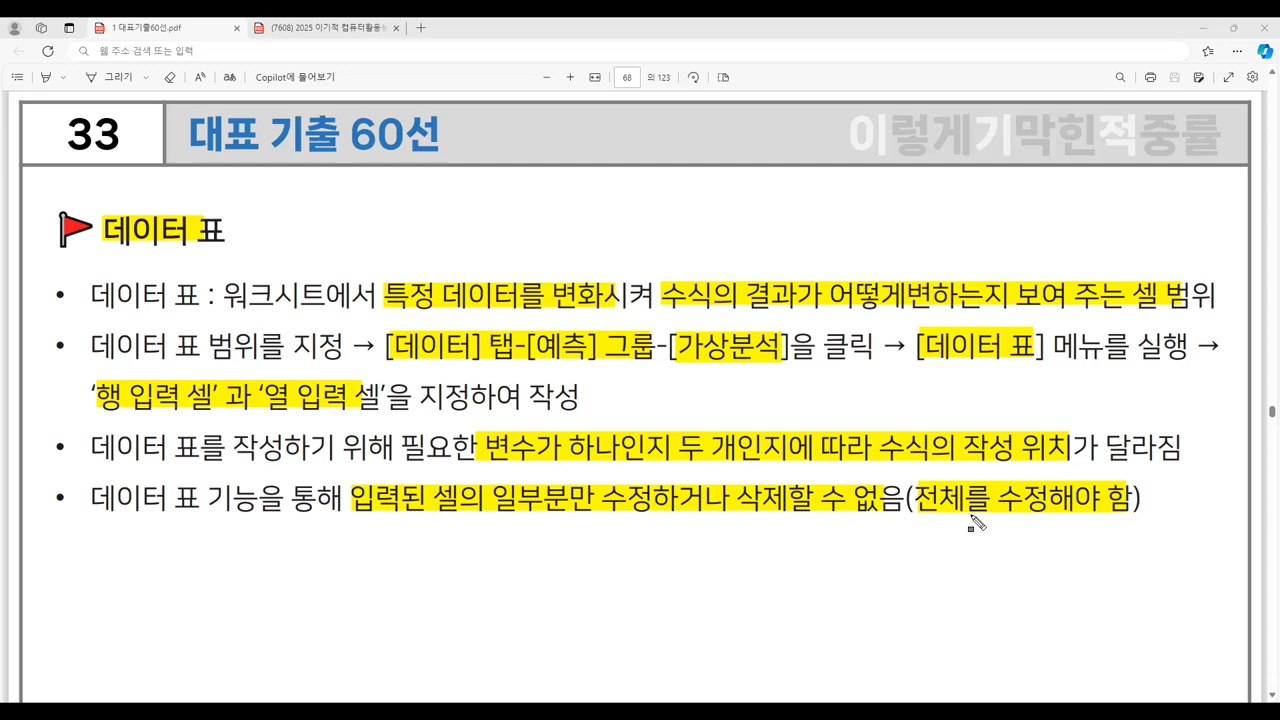 1 대표기출60선.pdf
(7608) 2025 이기적 컴퓨터활용능
웹 주소 검색 또는 입력
그리기
Copilot에 물어보기
68 의 123
33 대표 기출 60선 이렇게기막힌적중률
데이터 표
• 데이터 표 : 워크시트에서 특정 데이터를 변화시켜 수식의 결과가 어떻게변하는지 보여 주는 셀 범위
• 데이터 표 범위를 지정 → [데이터] 탭-[예측] 그룹-[가상분석]을 클릭 → [데이터 표] 메뉴를 실행 →
‘행 입력 셀’ 과 ‘열 입력 셀’을 지정하여 작성
• 데이터 표를 작성하기 위해 필요한 변수가 하나인지 두 개인지에 따라 수식의 작성 위치가 달라짐
• 데이터 표 기능을 통해 입력된 셀의 일부분만 수정하거나 삭제할 수 없음(전체를 수정해야 함)